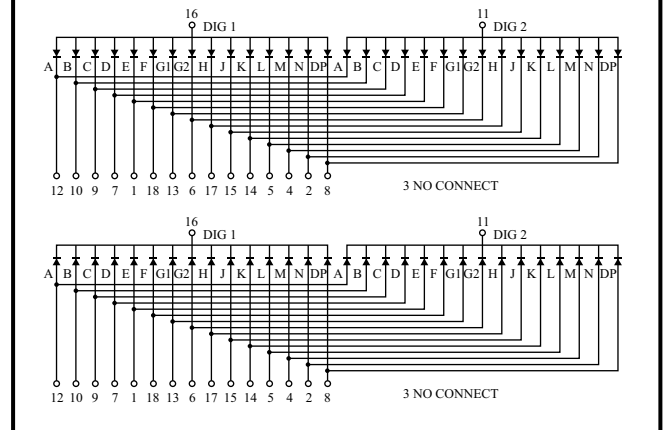 16 11
DIG 1 DIG 2
A B C D E F G1 G2 H J K L M N DP A B C D E F G1 G2 H J K L M N DP
12 10 9 7 1 18 13 6 17 15 14 5 4 2 8
3 NO CONNECT
16 11
DIG 1 DIG 2
A B C D E F G1 G2 H J K L M N DP A B C D E F G1 G2 H J K L M N DP
12 10 9 7 1 18 13 6 17 15 14 5 4 2 8
3 NO CONNECT